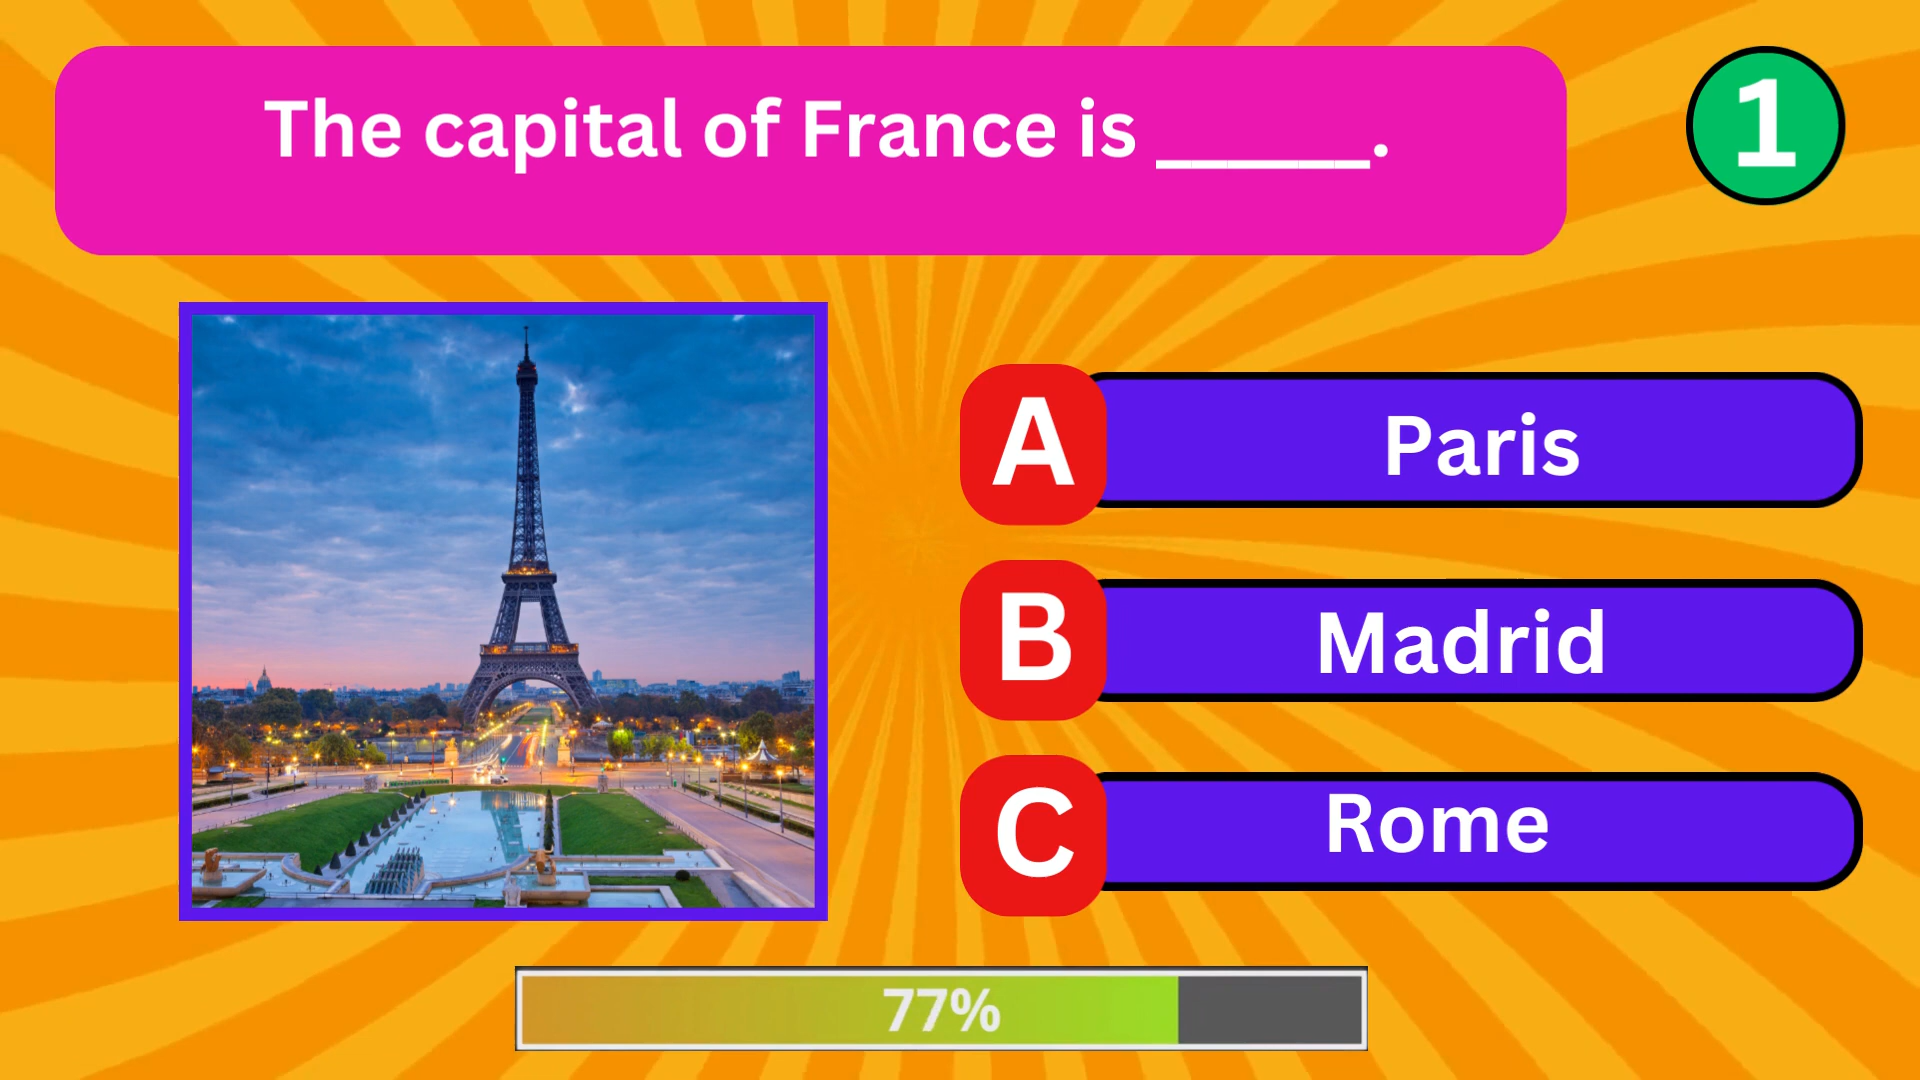 The capital of France is ______.
1
A Paris
B Madrid
C Rome
77%